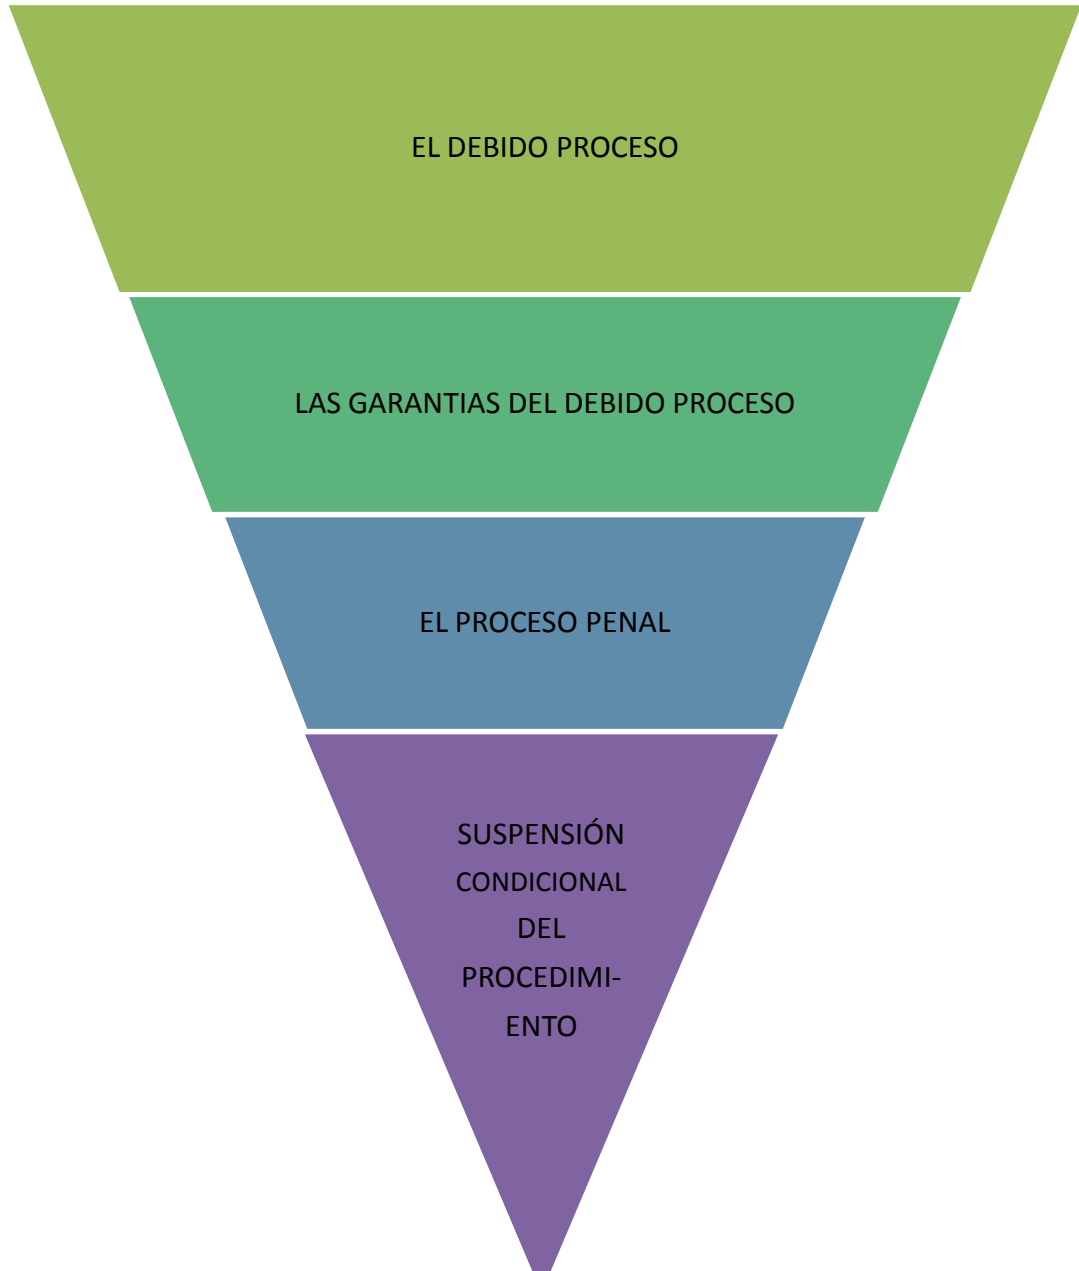 EL DEBIDO PROCESO
LAS GARANTIAS DEL DEBIDO PROCESO
EL PROCESO PENAL
SUSPENSIÓN
CONDICIONAL
DEL
PROCEDIMI-
ENTO